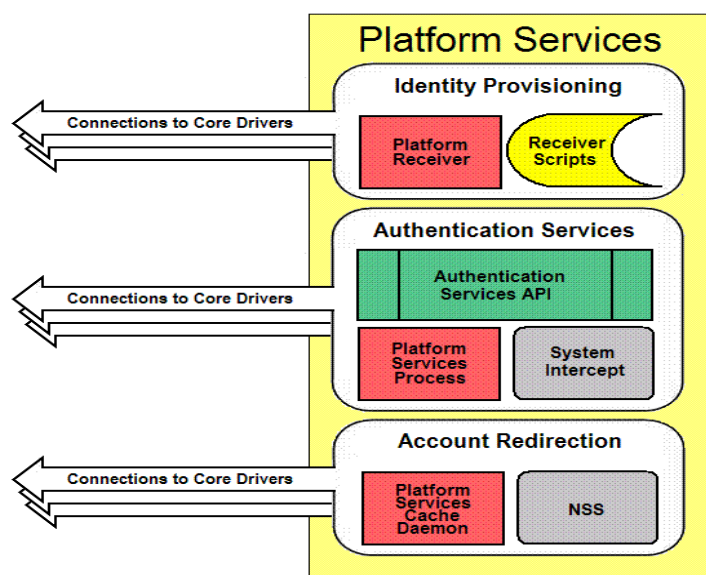 Platform Services
Identity Provisioning
Connections to Core Drivers
Platform
Receiver
Receiver
Scripts
Authentication Services
Authentication
Services API
Connections to Core Drivers
Platform
Services
Process
System
Intercept
Account Redirection
Connections to Core Drivers
Platform
Services
Cache
Daemon
NSS